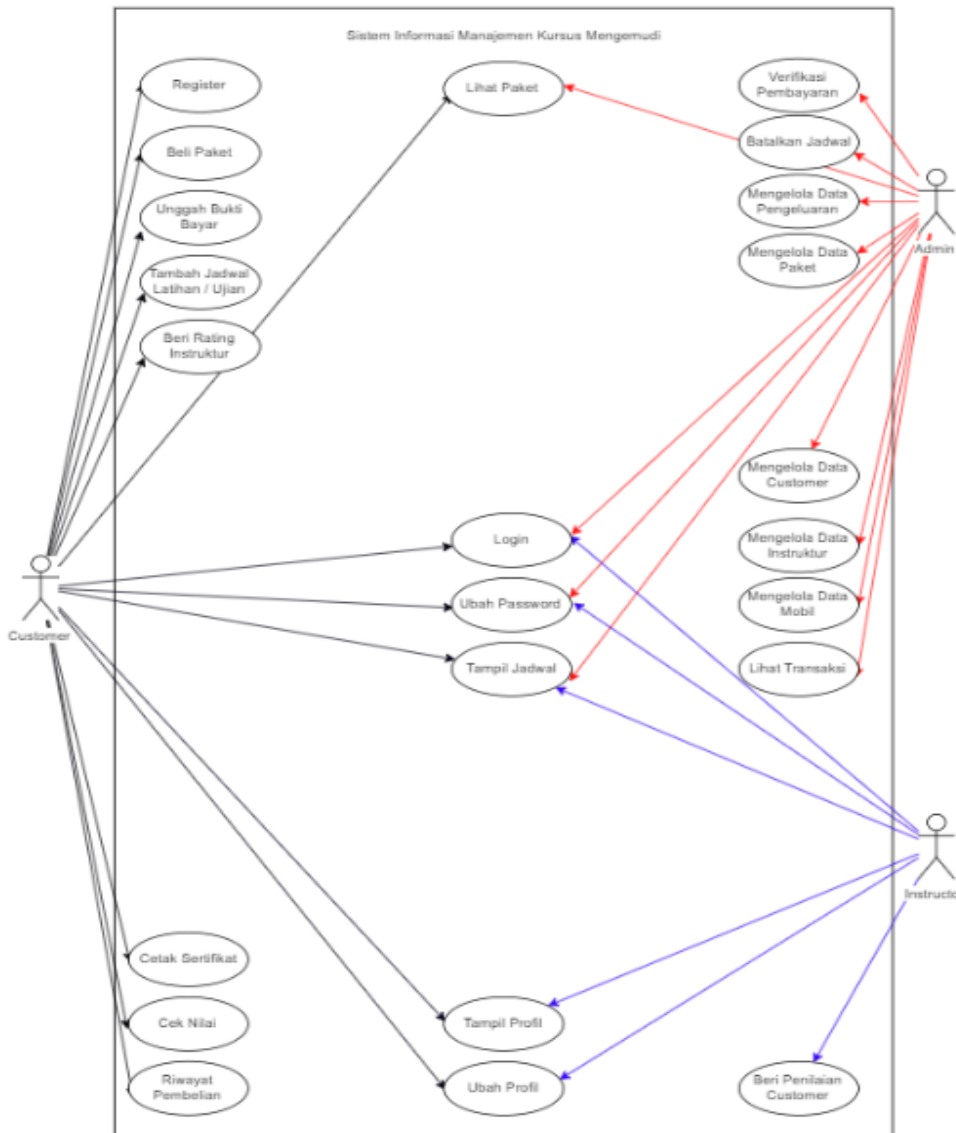 Sistem Informasi Manajemen Kursus Mengemudi
Register
Lihat Paket
Verifikasi
Pembayaran
Beli Paket
Batalkan Jadwal
Unggah Bukti
Bayar
Mengelola Data
Pengeluaran
Admin
Tambah Jadwal
Latihan / Ujian
Mengelola Data
Paket
Beri Rating
Instruktur
Mengelola Data
Customer
Login
Mengelola Data
Instruktur
Customer
Ubah Password
Mengelola Data
Mobil
Tampil Jadwal
Lihat Transaksi
Instructo
Cetak Sertifikat
Cek Nilai
Tampil Profil
Riwayat
Pembelian
Ubah Profil
Beri Penilaian
Customer